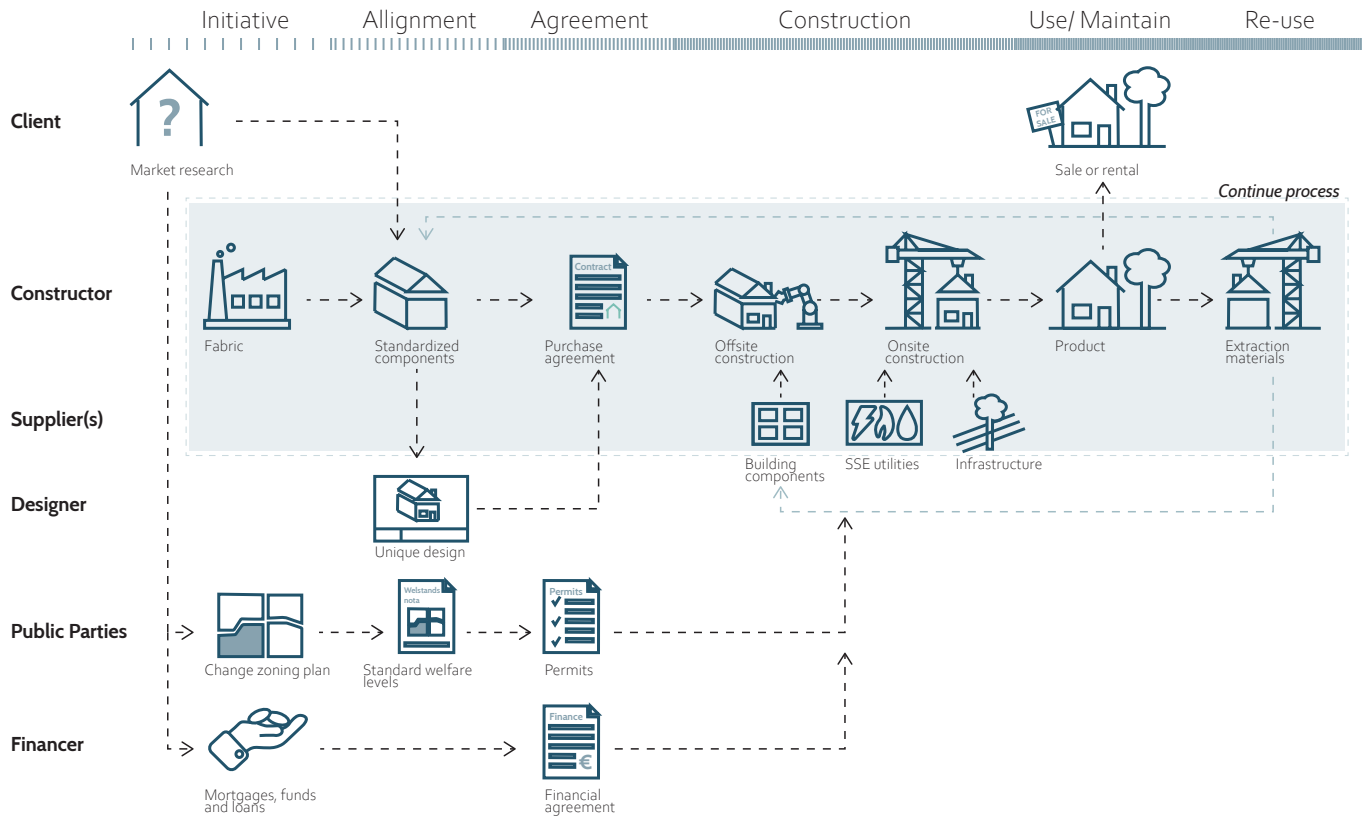 Initiative
Allignment
Agreement
Construction
Use/ Maintain
Re-use
Client
?
Market research
FOR
SALE
Sale or rental
Continue process
Constructor
Fabric
Standardized
components
Contract
Purchase
agreement
Offsite
construction
Onsite
construction
Product
Extraction
materials
Supplier(s)
Building
components
SSE utilities
Infrastructure
Designer
Unique design
Public Parties
Change zoning plan
Welstands
nota
Standard welfare
levels
Permits
Permits
Financer
Mortgages, funds
and loans
Finance
€
Financial
agreement